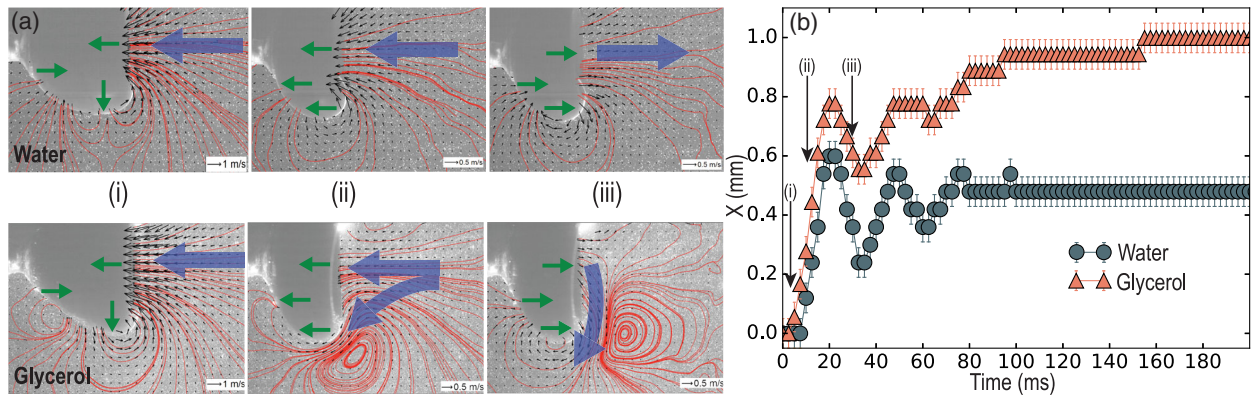 (a)
Water
1 m/s
0.5 m/s
0.5 m/s
(i)
(ii)
(iii)
Glycerol
1 m/s
0.5 m/s
0.5 m/s
(b)
1.0
0.8
0.6
0.4
0.2
0.0
X (mm)
(i)
(ii)
(iii)
Water
Glycerol
0 20 40 60 80 100 120 140 160 180
Time (ms)